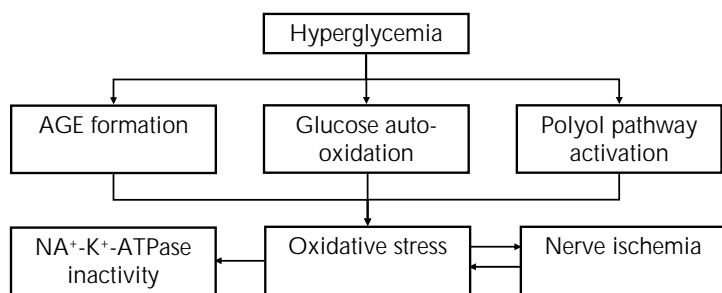 Hyperglycemia
AGE formation
Glucose auto-
oxidation
Polyol pathway
activation
NA⁺-K⁺-ATPase
inactivity
Oxidative stress
Nerve ischemia